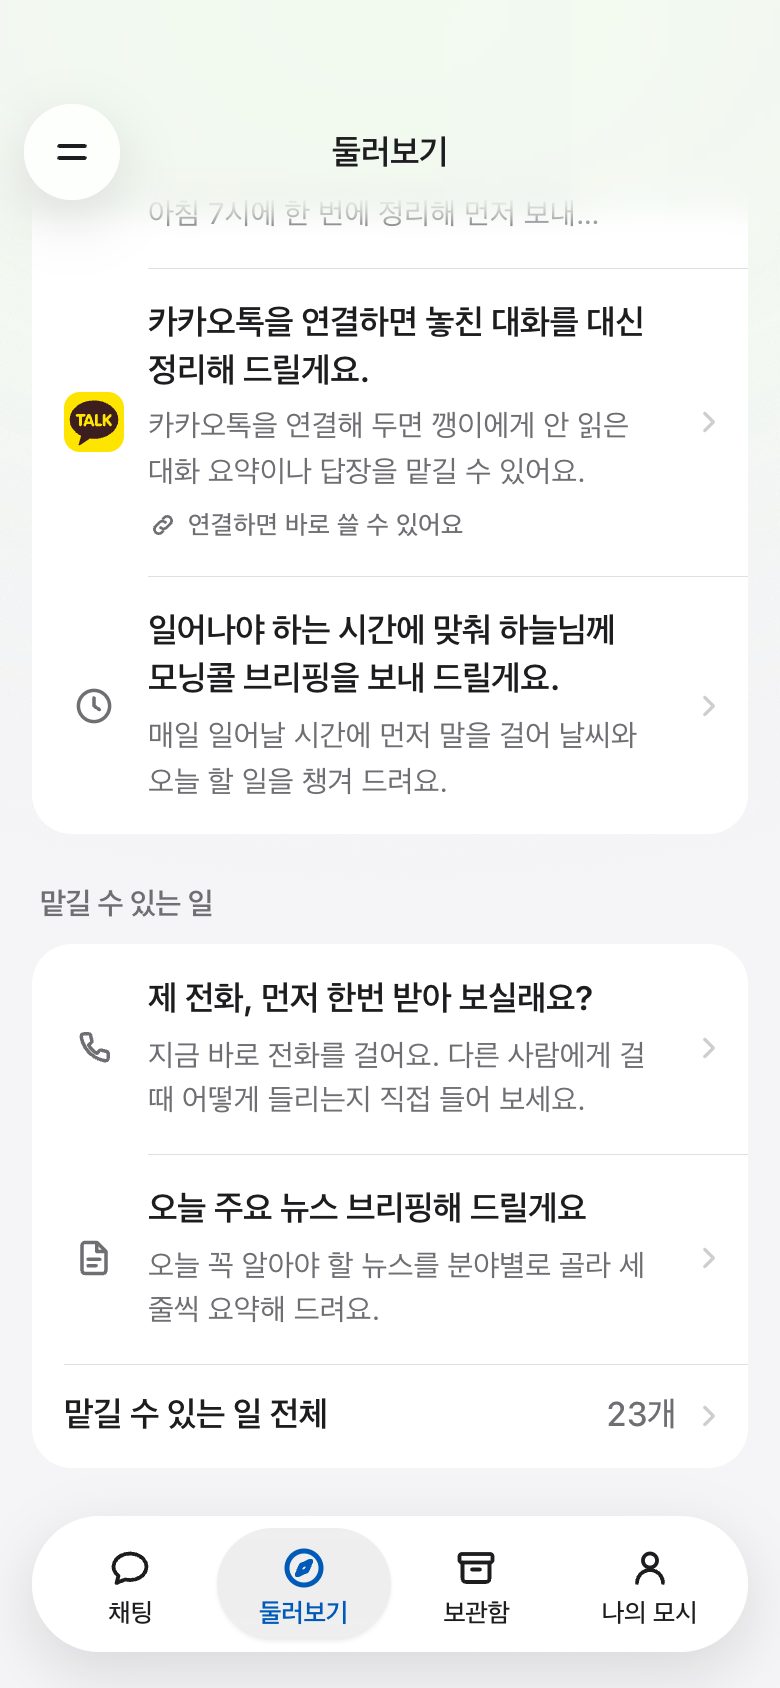 둘러보기
아침 7시에 한 번에 정리해 먼저 보내...
카카오톡을 연결하면 놓친 대화를 대신
정리해 드릴게요.
TALK
카카오톡을 연결해 두면 깽이에게 안 읽은
대화 요약이나 답장을 맡길 수 있어요.
연결하면 바로 쓸 수 있어요
일어나야 하는 시간에 맞춰 하늘님께
모닝콜 브리핑을 보내 드릴게요.
매일 일어날 시간에 먼저 말을 걸어 날씨와
오늘 할 일을 챙겨 드려요.
맡길 수 있는 일
제 전화, 먼저 한번 받아 보실래요?
지금 바로 전화를 걸어요. 다른 사람에게 걸
때 어떻게 들리는지 직접 들어 보세요.
오늘 주요 뉴스 브리핑해 드릴게요
오늘 꼭 알아야 할 뉴스를 분야별로 골라 세
줄씩 요약해 드려요.
맡길 수 있는 일 전체 23개
채팅 둘러보기 보관함 나의 모시